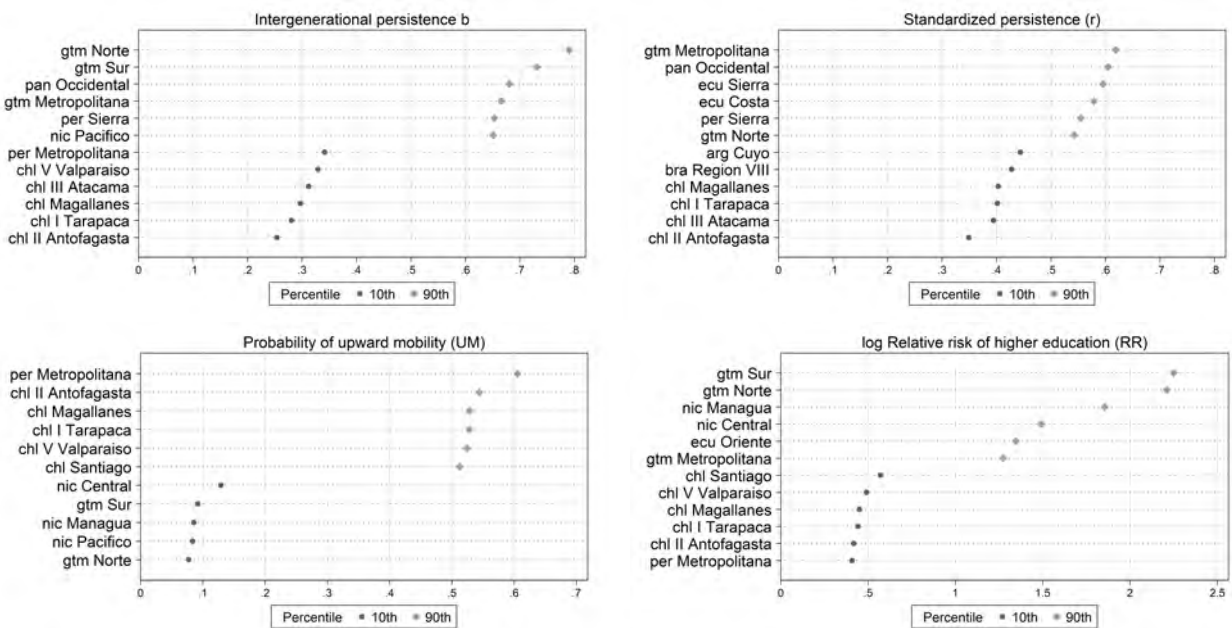 Intergenerational persistence b
gtm Norte
gtm Sur
pan Occidental
gtm Metropolitana
per Sierra
nic Pacifico
per Metropolitana
chl V Valparaiso
chl III Atacama
chl Magallanes
chl I Tarapaca
chl II Antofagasta
0 .1 .2 .3 .4 .5 .6 .7 .8
Percentile 10th 90th
Standardized persistence (r)
gtm Metropolitana
pan Occidental
ecu Sierra
ecu Costa
per Sierra
gtm Norte
arg Cuyo
bra Region VIII
chl Magallanes
chl I Tarapaca
chl III Atacama
chl II Antofagasta
0 .1 .2 .3 .4 .5 .6 .7 .8
Percentile 10th 90th
Probability of upward mobility (UM)
per Metropolitana
chl II Antofagasta
chl Magallanes
chl I Tarapaca
chl V Valparaiso
chl Santiago
nic Central
gtm Sur
nic Managua
nic Pacifico
gtm Norte
0 .1 .2 .3 .4 .5 .6 .7
Percentile 10th 90th
log Relative risk of higher education (RR)
gtm Sur
gtm Norte
nic Managua
nic Central
ecu Oriente
gtm Metropolitana
chl Santiago
chl V Valparaiso
chl Magallanes
chl I Tarapaca
chl II Antofagasta
per Metropolitana
0 .5 1 1.5 2 2.5
Percentile 10th 90th